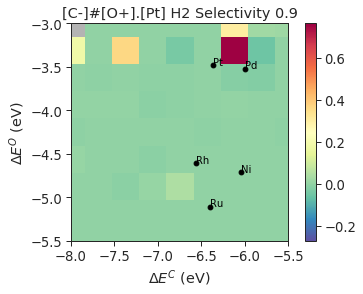 [C-]#[O+].[Pt] H2 Selectivity 0.9
−3.0
−3.5
−4.0
−4.5
−5.0
−5.5
ΔE^O (eV)
Pt
Pd
Rh
Ni
Ru
−8.0 −7.5 −7.0 −6.5 −6.0 −5.5
ΔE^C (eV)
0.6
0.4
0.2
0.0
−0.2